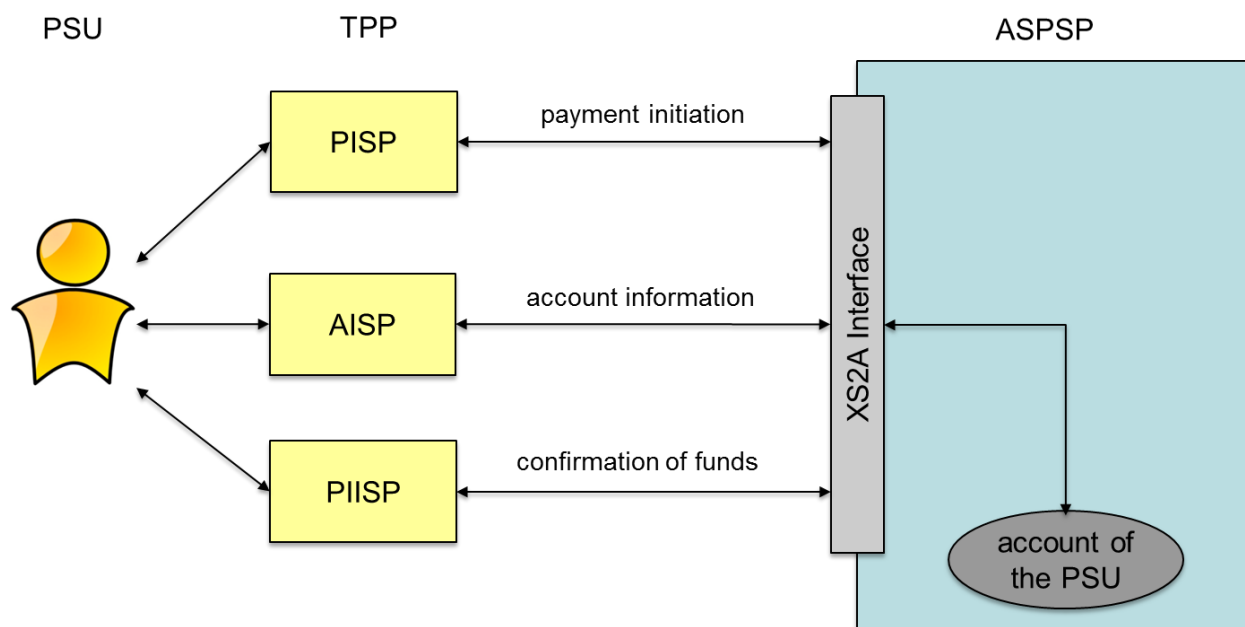 PSU
TPP
ASPSP
PISP
payment initiation
AISP
account information
PIISP
confirmation of funds
XS2A Interface
account of
the PSU